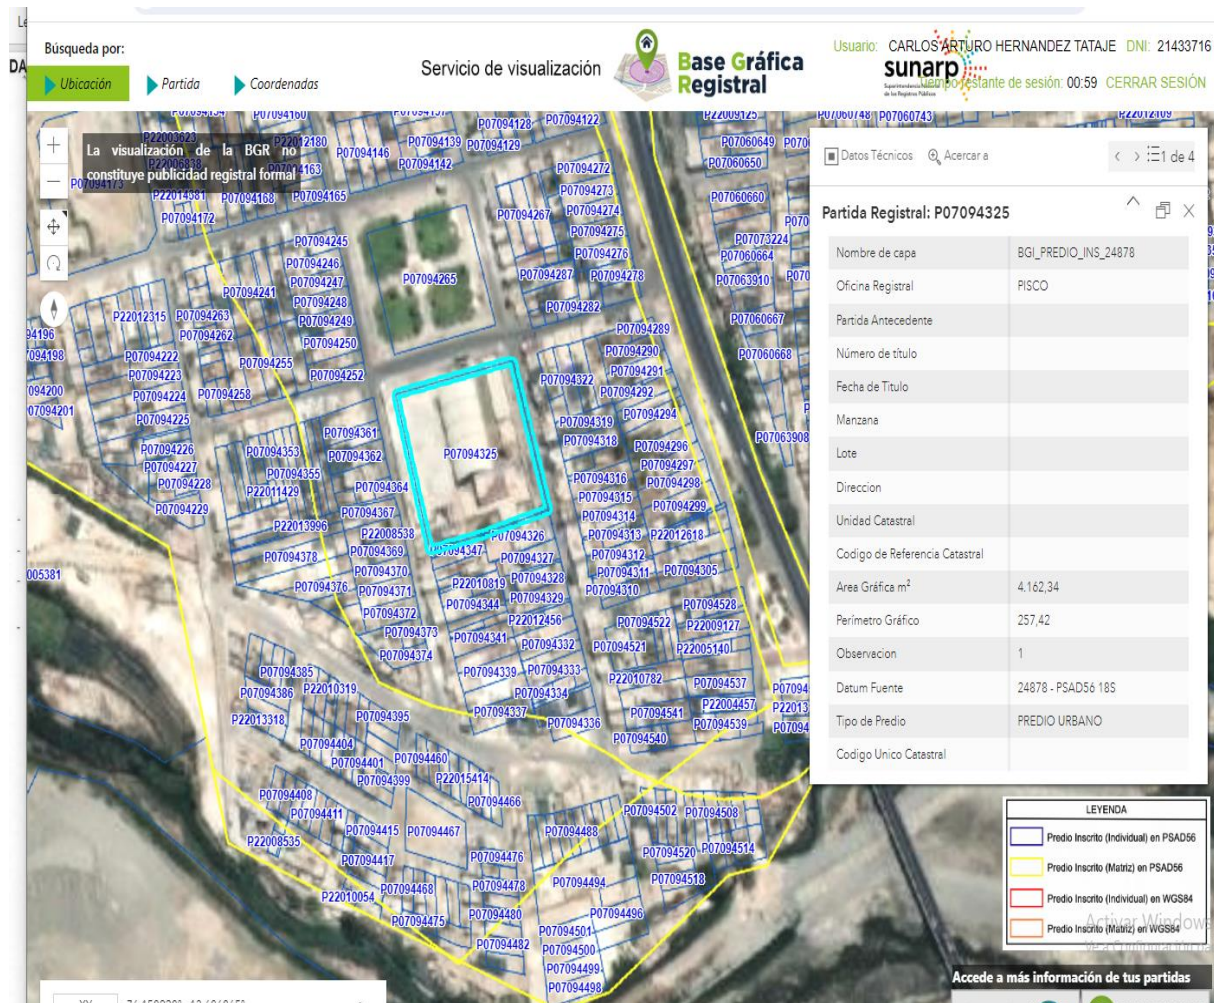 Búsqueda por:
Ubicación
Partida
Coordenadas
Servicio de visualización
Base Gráfica
Registral
Usuario: CARLOS ARTURO HERNANDEZ TATAJE DNI: 21433716
sunarp
Superintendencia Nacional
de los Registros Públicos
Tiempo restante de sesión: 00:59 CERRAR SESIÓN
La visualización de la BGR no
constituye publicidad registral formal
Datos Técnicos
Acercar a
1 de 4
Partida Registral: P07094325
Nombre de capa BGI_PREDIO_INS_24878
Oficina Registral PISCO
Partida Antecedente
Número de título
Fecha de Titulo
Manzana
Lote
Direccion
Unidad Catastral
Codigo de Referencia Catastral
Area Gráfica m² 4.162,34
Perímetro Gráfico 257,42
Observacion 1
Datum Fuente 24878 - PSAD56 18S
Tipo de Predio PREDIO URBANO
Codigo Unico Catastral
LEYENDA
Predio Inscrito (Individual) en PSAD56
Predio Inscrito (Matriz) en PSAD56
Predio Inscrito (Individual) en WGS84
Predio Inscrito (Matriz) en WGS84
Activar Windows
Accede a más información de tus partidas
P07094160
P07094128 P07094122
P22009125
P07060748 P07060743
P22012109
P22003623
P22012180
P07094146
P07094139 P07094129
P07094142
P07060649
P07060650
P22006838
P07094163
P07094173
P22014381 P07094168 P07094165
P07094172
P07094272
P07094273
P07094267 P07094274
P07094275
P07060660
P07094245
P07094246
P07094247
P07094241
P07094248
P07094249
P07094250
P07094252
P07094265
P07094276
P07094287 P07094278
P07094282
P07073224
P07060664
P07063910
P07060667
P07060668
P22012315 P07094263
P07094262
P07094222
P07094223
P07094255
P07094224 P07094258
P07094225
P07094226
P07094227
P07094228
P07094229
P07094289
P07094290
P07094291
P07094322
P07094292
P07094294
P07094319
P07094318
P07094296
P07094297
P07094298
P07094299
P07063908
P07094361
P07094362
P07094353
P07094355
P22011429
P07094364
P07094367
P22013996
P22008538
P07094325
P07094316
P07094315
P07094314
P07094313 P22012618
P07094312
P07094311 P07094305
P07094310
P07094326
P07094347
P07094327
P07094378
P07094369
P07094370
P07094376 P07094371
P07094372
P07094373
P07094374
P22010819 P07094328
P07094344 P07094329
P22012456
P07094341
P07094332
P07094339 P07094333
P07094334
P07094337
P07094336
P07094528
P07094522 P22009127
P07094521
P22005140
P22010782
P07094537
P22004457
P07094541
P07094539
P07094540
P07094385
P07094386 P22010319
P22013318
P07094395
P07094404
P07094401 P07094460
P07094399
P22015414
P07094408
P07094411
P07094466
P07094415 P07094467
P22008535
P07094417
P07094476
P07094468
P22010054
P07094478
P07094475
P07094480
P07094482
P07094488
P07094494
P07094496
P07094501
P07094500
P07094499
P07094498
P07094502 P07094508
P07094520 P07094514
P07094518